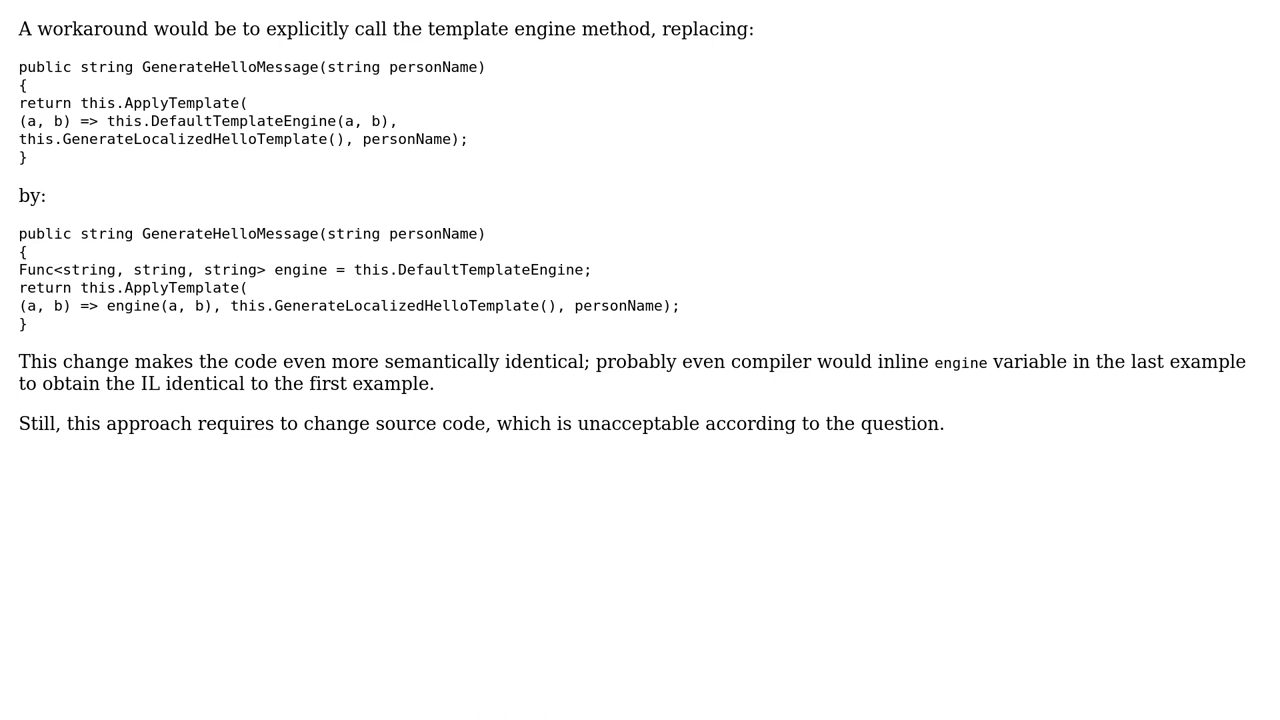 A workaround would be to explicitly call the template engine method, replacing:
public string GenerateHelloMessage(string personName)
{
return this.ApplyTemplate(
(a, b) => this.DefaultTemplateEngine(a, b),
this.GenerateLocalizedHelloTemplate(), personName);
}
by:
public string GenerateHelloMessage(string personName)
{
Func<string, string, string> engine = this.DefaultTemplateEngine;
return this.ApplyTemplate(
(a, b) => engine(a, b), this.GenerateLocalizedHelloTemplate(), personName);
}
This change makes the code even more semantically identical; probably even compiler would inline engine variable in the last example
to obtain the IL identical to the first example.
Still, this approach requires to change source code, which is unacceptable according to the question.